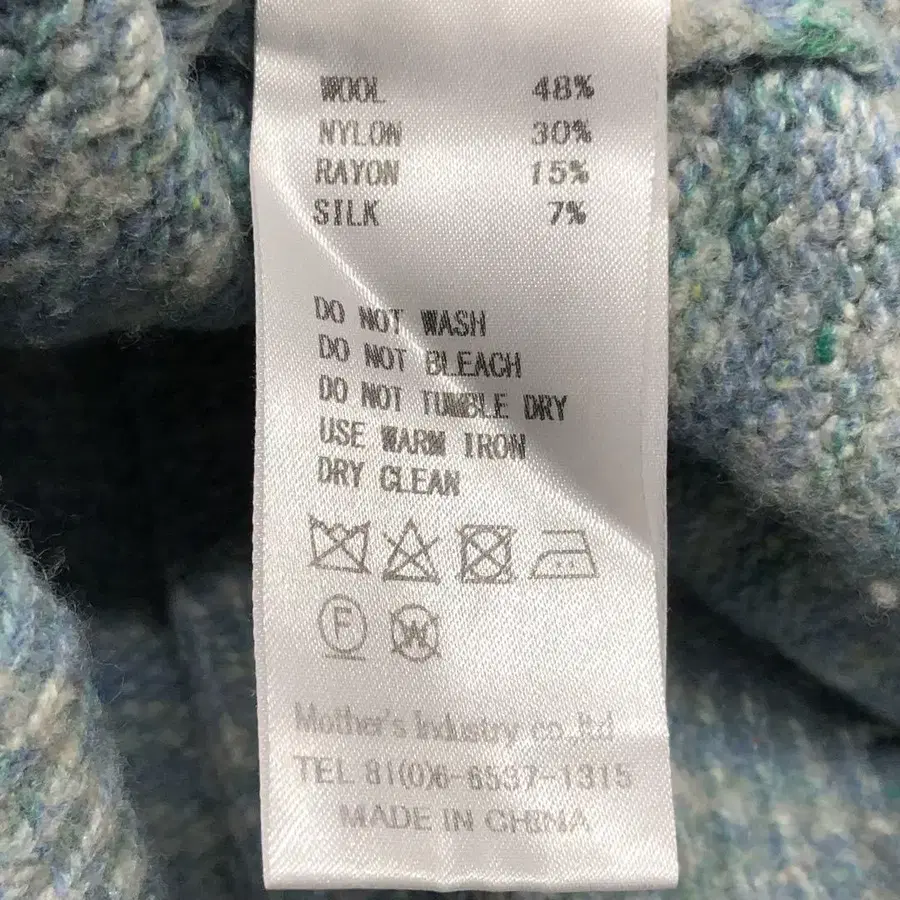 WOOL 48%
NYLON 30%
RAYON 15%
SILK 7%
DO NOT WASH
DO NOT BLEACH
DO NOT TUMBLE DRY
USE WARM IRON
DRY CLEAN
F W
Mother's Industry co.,ltd
TEL 81(0)6-6537-1315
MADE IN CHINA